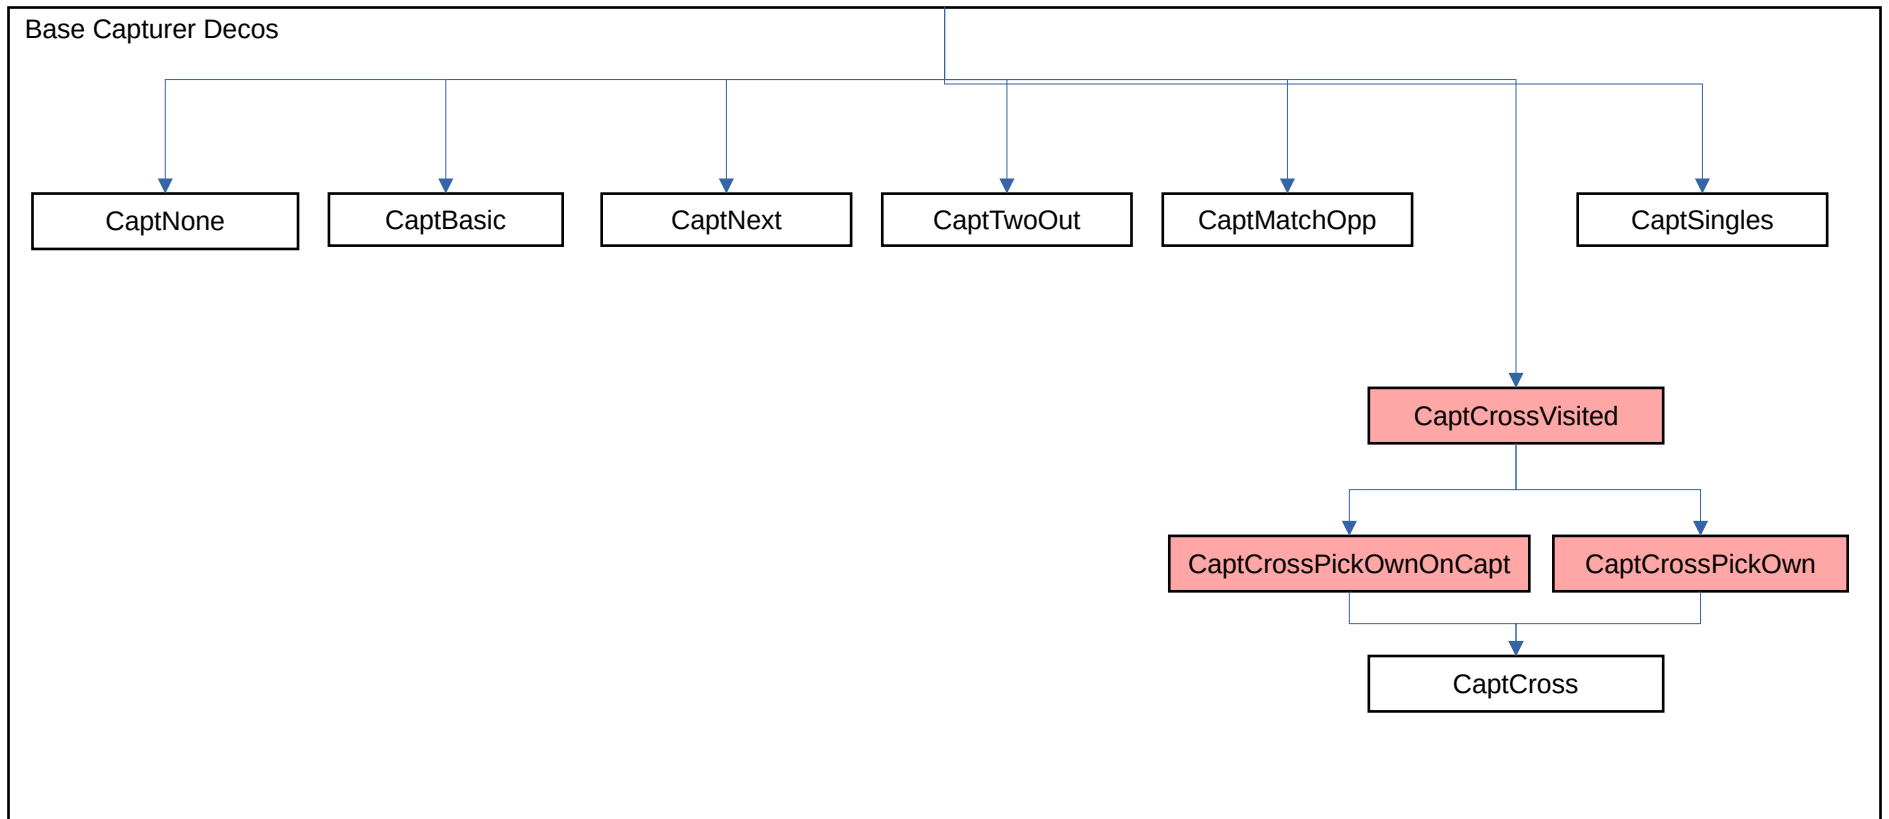 Base Capturer Decos
CaptNone
CaptBasic
CaptNext
CaptTwoOut
CaptMatchOpp
CaptSingles
CaptCrossVisited
CaptCrossPickOwnOnCapt
CaptCrossPickOwn
CaptCross